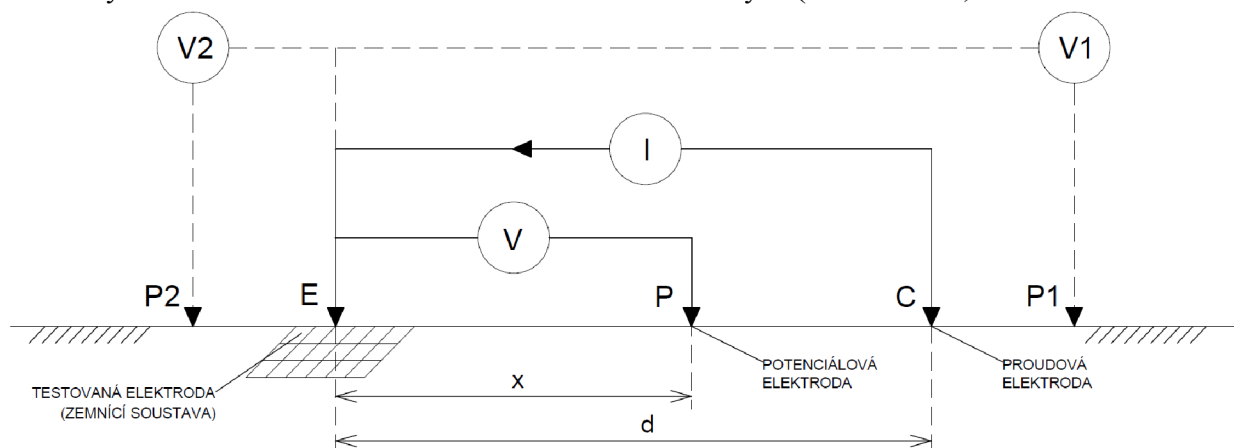 V2
V1
I
V
P2
E
P
C
P1
TESTOVANÁ ELEKTRODA
(ZEMNÍCÍ SOUSTAVA)
POTENCIÁLOVÁ
ELEKTRODA
PROUDOVÁ
ELEKTRODA
x
d